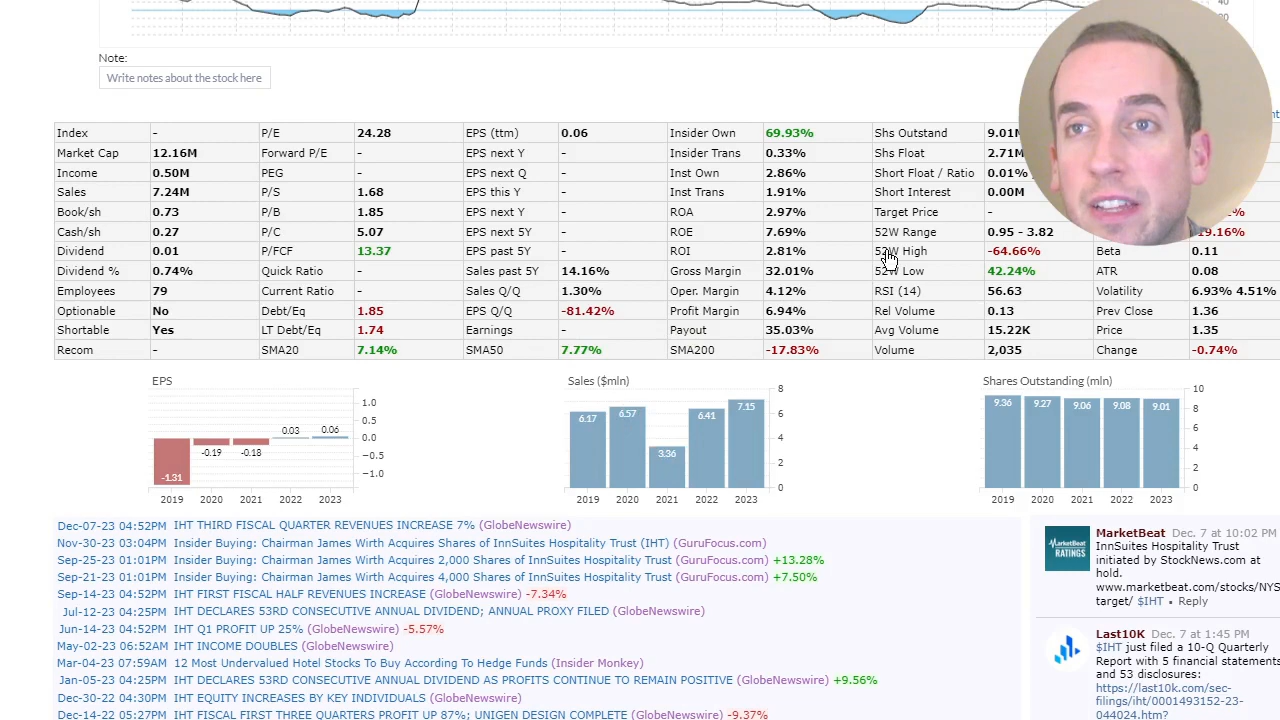 40
20
Note:
Write notes about the stock here
Index - P/E 24.28 EPS (ttm) 0.06 Insider Own 69.93% Shs Outstand 9.01M
Market Cap 12.16M Forward P/E - EPS next Y - Insider Trans 0.33% Shs Float 2.71M
Income 0.50M PEG - EPS next Q - Inst Own 2.86% Short Float / Ratio 0.01%
Sales 7.24M P/S 1.68 EPS this Y - Inst Trans 1.91% Short Interest 0.00M
Book/sh 0.73 P/B 1.85 EPS next Y - ROA 2.97% Target Price -
Cash/sh 0.27 P/C 5.07 EPS next 5Y - ROE 7.69% 52W Range 0.95 - 3.82
Dividend 0.01 P/FCF 13.37 EPS past 5Y - ROI 2.81% 52W High -64.66% Beta 0.11
Dividend % 0.74% Quick Ratio - Sales past 5Y 14.16% Gross Margin 32.01% 52W Low 42.24% ATR 0.08
Employees 79 Current Ratio - Sales Q/Q 1.30% Oper. Margin 4.12% RSI (14) 56.63 Volatility 6.93% 4.51%
Optionable No Debt/Eq 1.85 EPS Q/Q -81.42% Profit Margin 6.94% Rel Volume 0.13 Prev Close 1.36
Shortable Yes LT Debt/Eq 1.74 Earnings - Payout 35.03% Avg Volume 15.22K Price 1.35
Recom - SMA20 7.14% SMA50 7.77% SMA200 -17.83% Volume 2,035 Change -0.74%
EPS
1.0
0.5
0.0
-0.5
-1.0
-1.31
-0.19
-0.18
0.03
0.06
2019 2020 2021 2022 2023
Sales ($mln)
8
6
4
2
0
6.17
6.57
3.36
6.41
7.15
2019 2020 2021 2022 2023
Shares Outstanding (mln)
10
8
6
4
2
0
9.36
9.27
9.06
9.08
9.01
2019 2020 2021 2022 2023
Dec-07-23 04:52PM IHT THIRD FISCAL QUARTER REVENUES INCREASE 7% (GlobeNewswire)
Nov-30-23 03:04PM Insider Buying: Chairman James Wirth Acquires Shares of InnSuites Hospitality Trust (IHT) (GuruFocus.com)
Sep-25-23 01:01PM Insider Buying: Chairman James Wirth Acquires 2,000 Shares of InnSuites Hospitality Trust (GuruFocus.com) +13.28%
Sep-21-23 01:01PM Insider Buying: Chairman James Wirth Acquires 4,000 Shares of InnSuites Hospitality Trust (GuruFocus.com) +7.50%
Sep-14-23 04:52PM IHT FIRST FISCAL HALF REVENUES INCREASE (GlobeNewswire) -7.34%
Jul-12-23 04:25PM IHT DECLARES 53RD CONSECUTIVE ANNUAL DIVIDEND; ANNUAL PROXY FILED (GlobeNewswire)
Jun-14-23 04:52PM IHT Q1 PROFIT UP 25% (GlobeNewswire) -5.57%
May-02-23 06:52AM IHT INCOME DOUBLES (GlobeNewswire)
Mar-04-23 07:59AM 12 Most Undervalued Hotel Stocks To Buy According To Hedge Funds (Insider Monkey)
Jan-05-23 04:25PM IHT DECLARES 53RD CONSECUTIVE ANNUAL DIVIDEND AS PROFITS CONTINUE TO REMAIN POSITIVE (GlobeNewswire) +9.56%
Dec-30-22 04:30PM IHT EQUITY INCREASES BY KEY INDIVIDUALS (GlobeNewswire)
Dec-14-22 05:27PM IHT FISCAL FIRST THREE QUARTERS PROFIT UP 87%; UNIGEN DESIGN COMPLETE (GlobeNewswire) -9.37%
MARKETBEAT
RATINGS
MarketBeat Dec. 7 at 10:02 PM
InnSuites Hospitality Trust
initiated by StockNews.com at
hold.
www.marketbeat.com/stocks/NYS
target/ $IHT • Reply
Last10K Dec. 7 at 1:45 PM
$IHT just filed a 10-Q Quarterly
Report with 5 financial statements
and 53 disclosures:
https://last10k.com/sec-
filings/iht/0001493152-23-
044024.htm?